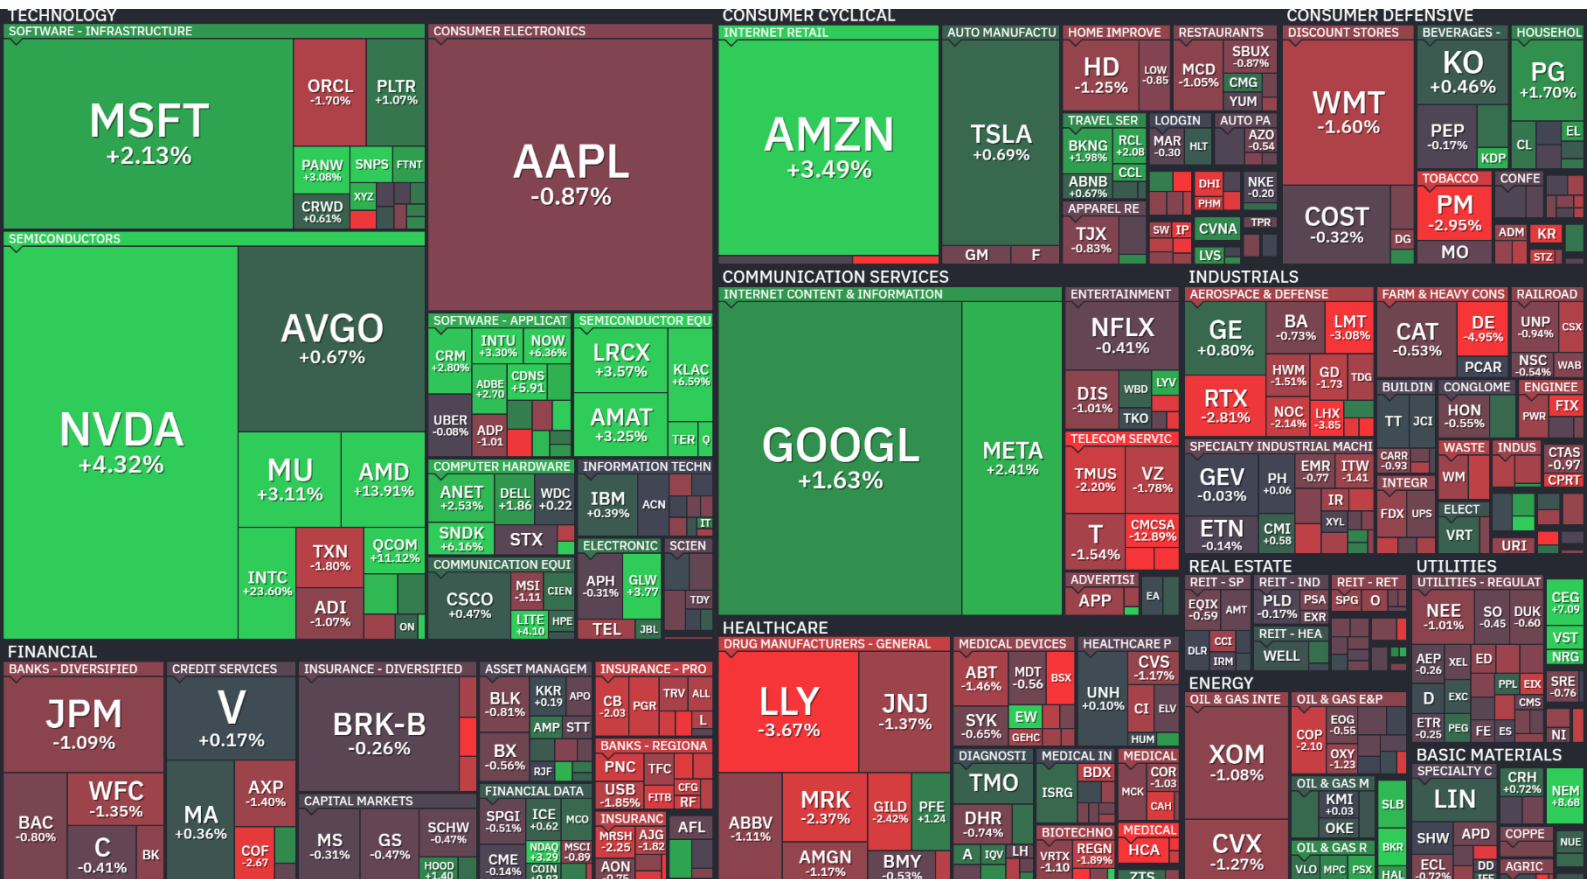 TECHNOLOGY
SOFTWARE - INFRASTRUCTURE
MSFT
+2.13%
ORCL
-1.70%
PLTR
+1.07%
PANW
+3.08%
SNPS
FTNT
CRWD
+0.61%
XYZ
CONSUMER ELECTRONICS
AAPL
-0.87%
SEMICONDUCTORS
NVDA
+4.32%
AVGO
+0.67%
MU
+3.11%
AMD
+13.91%
INTC
+23.60%
TXN
-1.80%
QCOM
+11.12%
ADI
-1.07%
ON
SOFTWARE - APPLICAT
CRM
+2.80%
INTU
+3.30%
NOW
+6.36%
ADBE
+2.70
CDNS
+5.91
UBER
-0.08%
ADP
-1.01
SEMICONDUCTOR EQU
LRCX
+3.57%
KLAC
+6.59%
AMAT
+3.25%
TER
Q
COMPUTER HARDWARE
ANET
+2.53%
DELL
+1.86
WDC
+0.22
SNDK
+6.16%
STX
INFORMATION TECHN
IBM
+0.39%
ACN
IT
COMMUNICATION EQUI
CSCO
+0.47%
MSI
-1.11
CIEN
LITE
+4.10
HPE
ELECTRONIC
APH
-0.31%
GLW
+3.77
TEL
JBL
SCIEN
TDY
CONSUMER CYCLICAL
INTERNET RETAIL
AMZN
+3.49%
AUTO MANUFACTU
TSLA
+0.69%
GM
F
HOME IMPROVE
HD
-1.25%
LOW
-0.85
RESTAURANTS
MCD
-1.05%
SBUX
-0.87%
CMG
YUM
TRAVEL SER
BKNG
+1.98%
RCL
+2.08
ABNB
+0.67%
CCL
LODGIN
MAR
-0.30
HLT
AUTO PA
AZO
-0.54
APPAREL RE
TJX
-0.83%
DHI
PHM
NKE
-0.20
SW
IP
CVNA
LVS
TPR
CONSUMER DEFENSIVE
DISCOUNT STORES
WMT
-1.60%
COST
-0.32%
DG
BEVERAGES -
KO
+0.46%
PEP
-0.17%
KDP
HOUSEHOL
PG
+1.70%
CL
EL
TOBACCO
PM
-2.95%
MO
CONFE
ADM
KR
STZ
COMMUNICATION SERVICES
INTERNET CONTENT & INFORMATION
GOOGL
+1.63%
META
+2.41%
ENTERTAINMENT
NFLX
-0.41%
DIS
-1.01%
WBD
LYV
TKO
TELECOM SERVIC
TMUS
-2.20%
VZ
-1.78%
T
-1.54%
CMCSA
-12.89%
ADVERTISI
APP
EA
INDUSTRIALS
AEROSPACE & DEFENSE
GE
+0.80%
BA
-0.73%
LMT
-3.08%
RTX
-2.81%
HWM
-1.51%
GD
-1.73
TDG
NOC
-2.14%
LHX
-3.85
FARM & HEAVY CONS
CAT
-0.53%
DE
-4.95%
PCAR
RAILROAD
UNP
-0.94%
CSX
NSC
-0.54%
WAB
BUILDIN
TT
JCI
CARR
-0.93
CONGLOME
HON
-0.55%
ENGINEE
PWR
FIX
SPECIALTY INDUSTRIAL MACHI
GEV
-0.03%
PH
+0.06
EMR
-0.77
ITW
-1.41
ETN
-0.14%
CMI
+0.58
IR
XYL
INTEGR
FDX
UPS
WASTE
WM
INDUS
CTAS
-0.97
CPRT
ELECT
VRT
URI
FINANCIAL
BANKS - DIVERSIFIED
JPM
-1.09%
BAC
-0.80%
WFC
-1.35%
C
-0.41%
BK
CREDIT SERVICES
V
+0.17%
MA
+0.36%
AXP
-1.40%
COF
-2.67
INSURANCE - DIVERSIFIED
BRK-B
-0.26%
CAPITAL MARKETS
MS
-0.31%
GS
-0.47%
SCHW
-0.47%
HOOD
+1.40
ASSET MANAGEM
BLK
-0.81%
KKR
+0.19
APO
BX
-0.56%
AMP
STT
RJF
FINANCIAL DATA
SPGI
-0.51%
ICE
+0.62
MCO
CME
-0.14%
NDAQ
+3.29
MSCI
-0.89
COIN
INSURANCE - PRO
CB
-2.03
PGR
TRV
ALL
L
BANKS - REGIONA
PNC
TFC
USB
-1.85%
FITB
CFG
RF
INSURANC
MRSH
-2.25
AJG
-1.82
AON
AFL
HEALTHCARE
DRUG MANUFACTURERS - GENERAL
LLY
-3.67%
JNJ
-1.37%
ABBV
-1.11%
MRK
-2.37%
GILD
-2.42%
PFE
+1.24
AMGN
-1.17%
BMY
-0.53%
MEDICAL DEVICES
ABT
-1.46%
MDT
-0.56
BSX
SYK
-0.65%
EW
GEHC
HEALTHCARE P
UNH
+0.10%
CVS
-1.17%
CI
ELV
HUM
DIAGNOSTI
TMO
DHR
-0.74%
A
IQV
LH
MEDICAL IN
ISRG
BDX
MEDICAL
MCK
COR
-1.03
CAH
BIOTECHNO
VRTX
-1.10
REGN
-1.89%
MEDICAL
HCA
ZTS
REAL ESTATE
REIT - SP
EQIX
-0.59
AMT
DLR
CCI
IRM
REIT - IND
PLD
-0.17%
PSA
EXR
REIT - RET
SPG
O
REIT - HEA
WELL
ENERGY
OIL & GAS INTE
XOM
-1.08%
CVX
-1.27%
OIL & GAS E&P
COP
-2.10
EOG
-0.55
OXY
-1.23
OIL & GAS M
KMI
+0.03
OKE
SLB
BKR
HAL
OIL & GAS R
VLO
MPC
PSX
UTILITIES
UTILITIES - REGULAT
NEE
-1.01%
SO
-0.45
DUK
-0.60
CEG
+7.09
VST
NRG
AEP
-0.26
XEL
ED
D
EXC
PPL
EIX
CMS
SRE
-0.76
ETR
-0.25
PEG
FE
ES
NI
BASIC MATERIALS
SPECIALTY C
LIN
SHW
APD
ECL
-0.72%
DD
CRH
+0.72%
NEM
+8.68
COPPE
NUE
AGRIC